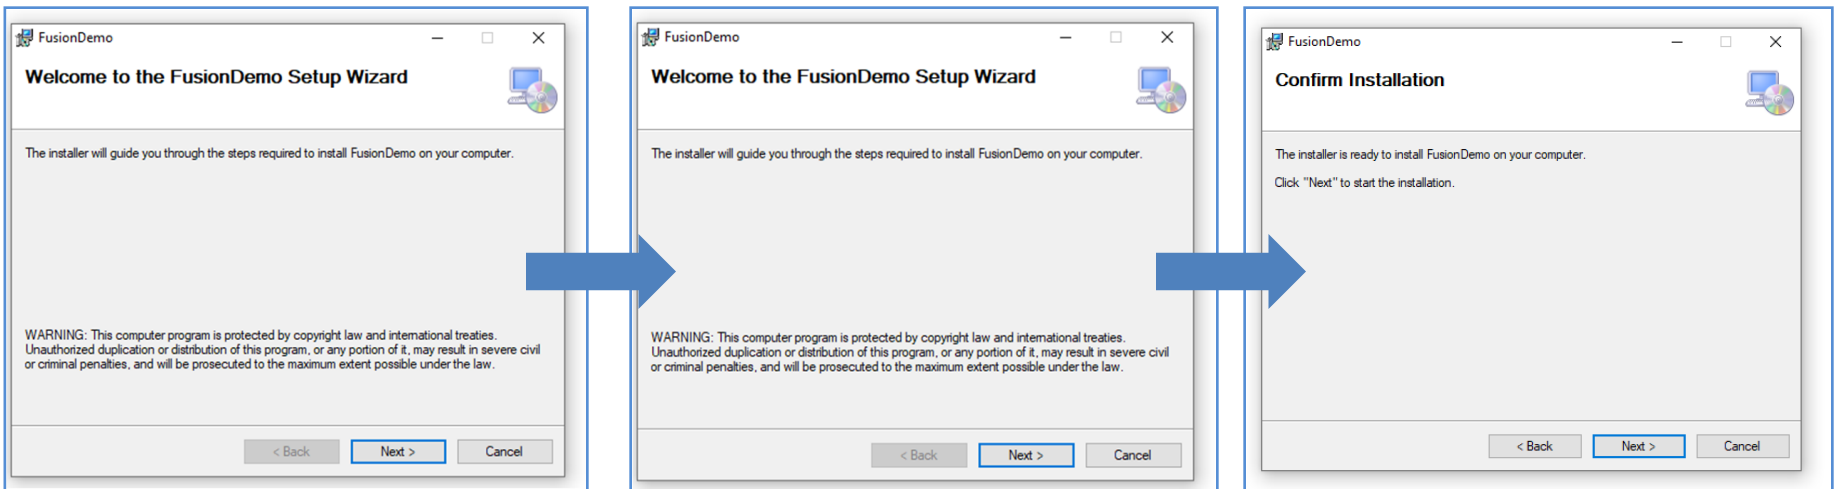 FusionDemo
Welcome to the FusionDemo Setup Wizard
The installer will guide you through the steps required to install FusionDemo on your computer.
WARNING: This computer program is protected by copyright law and international treaties.
Unauthorized duplication or distribution of this program, or any portion of it, may result in severe civil
or criminal penalties, and will be prosecuted to the maximum extent possible under the law.
< Back
Next >
Cancel
FusionDemo
Welcome to the FusionDemo Setup Wizard
The installer will guide you through the steps required to install FusionDemo on your computer.
WARNING: This computer program is protected by copyright law and international treaties.
Unauthorized duplication or distribution of this program, or any portion of it, may result in severe civil
or criminal penalties, and will be prosecuted to the maximum extent possible under the law.
< Back
Next >
Cancel
FusionDemo
Confirm Installation
The installer is ready to install FusionDemo on your computer.
Click "Next" to start the installation.
< Back
Next >
Cancel